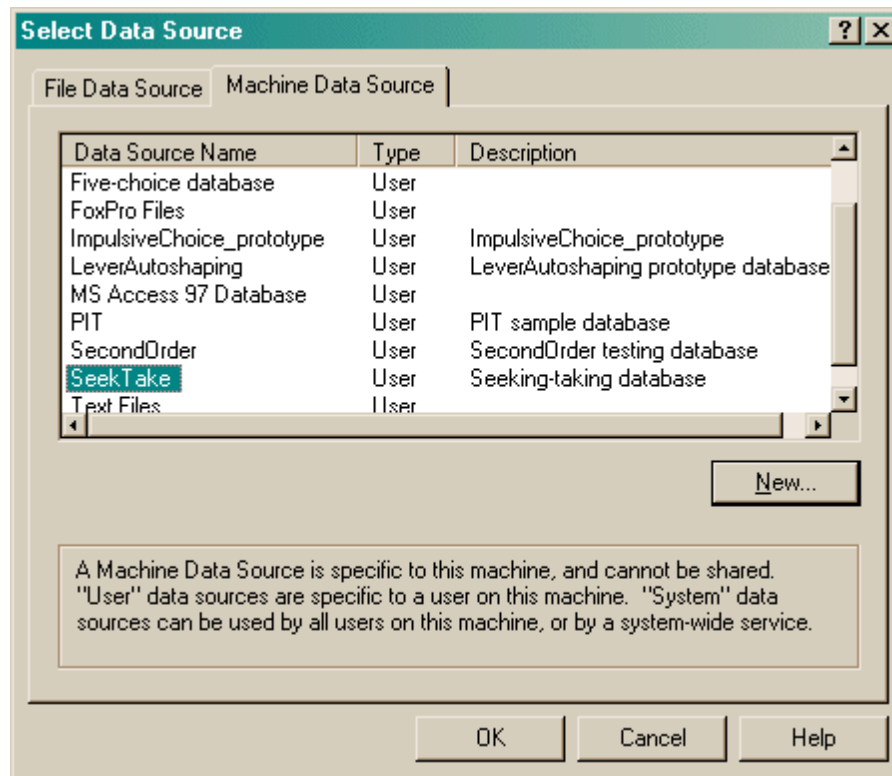 Select Data Source
File Data Source Machine Data Source
Data Source Name Type Description
Five-choice database User
FoxPro Files User
ImpulsiveChoice_prototype User ImpulsiveChoice_prototype
LeverAutoshaping User LeverAutoshaping prototype database
MS Access 97 Database User
PIT User PIT sample database
SecondOrder User SecondOrder testing database
SeekTake User Seeking-taking database
Text Files User
New...
A Machine Data Source is specific to this machine, and cannot be shared.
"User" data sources are specific to a user on this machine. "System" data
sources can be used by all users on this machine, or by a system-wide service.
OK Cancel Help